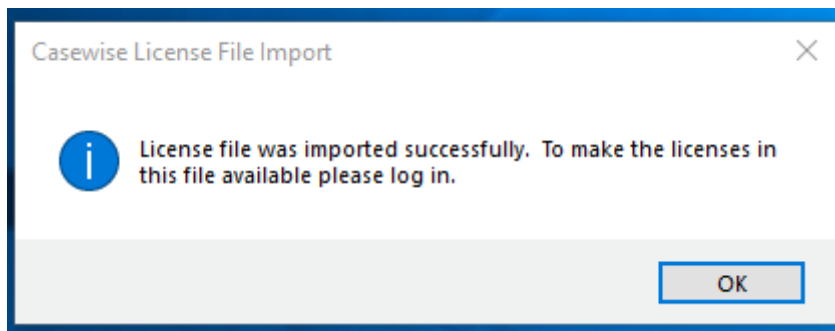 Casewise License File Import
License file was imported successfully.  To make the licenses in
this file available please log in.
OK